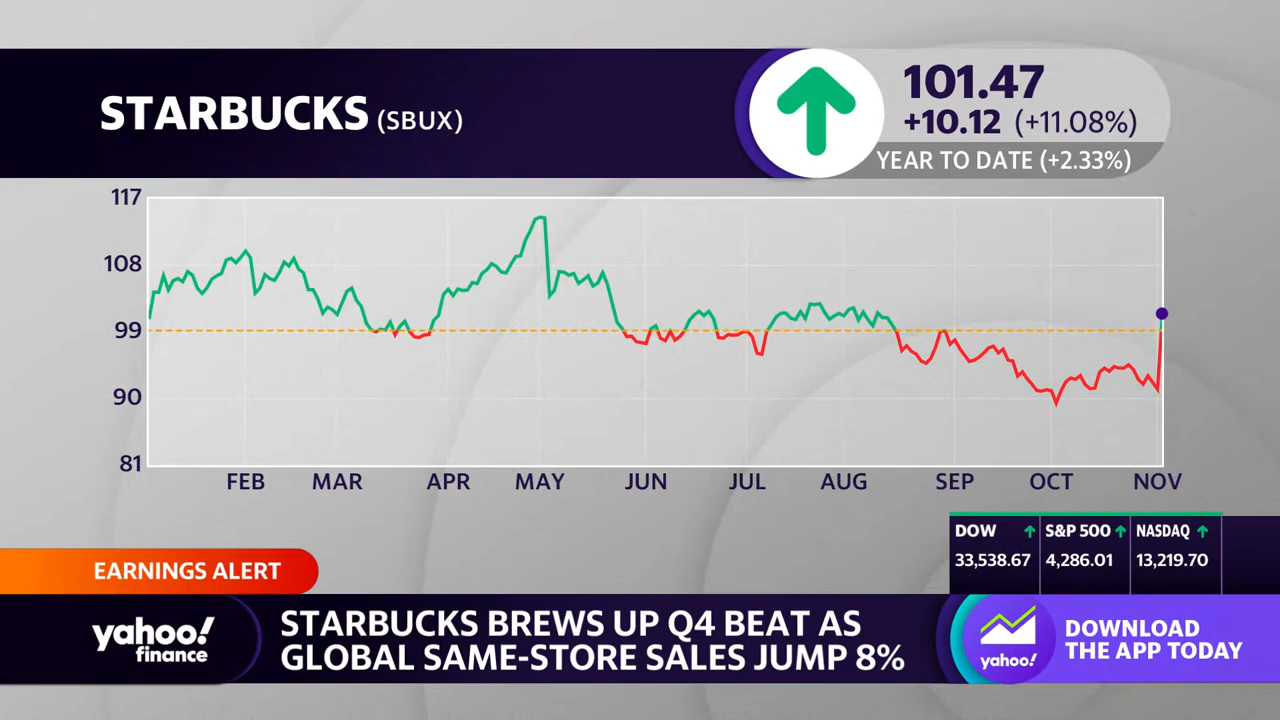 STARBUCKS (SBUX)
101.47
+10.12 (+11.08%)
YEAR TO DATE (+2.33%)
117
108
99
90
81
FEB MAR APR MAY JUN JUL AUG SEP OCT NOV
DOW S&P 500 NASDAQ
33,538.67 4,286.01 13,219.70
EARNINGS ALERT
yahoo!
finance
STARBUCKS BREWS UP Q4 BEAT AS
GLOBAL SAME-STORE SALES JUMP 8%
yahoo!
DOWNLOAD
THE APP TODAY